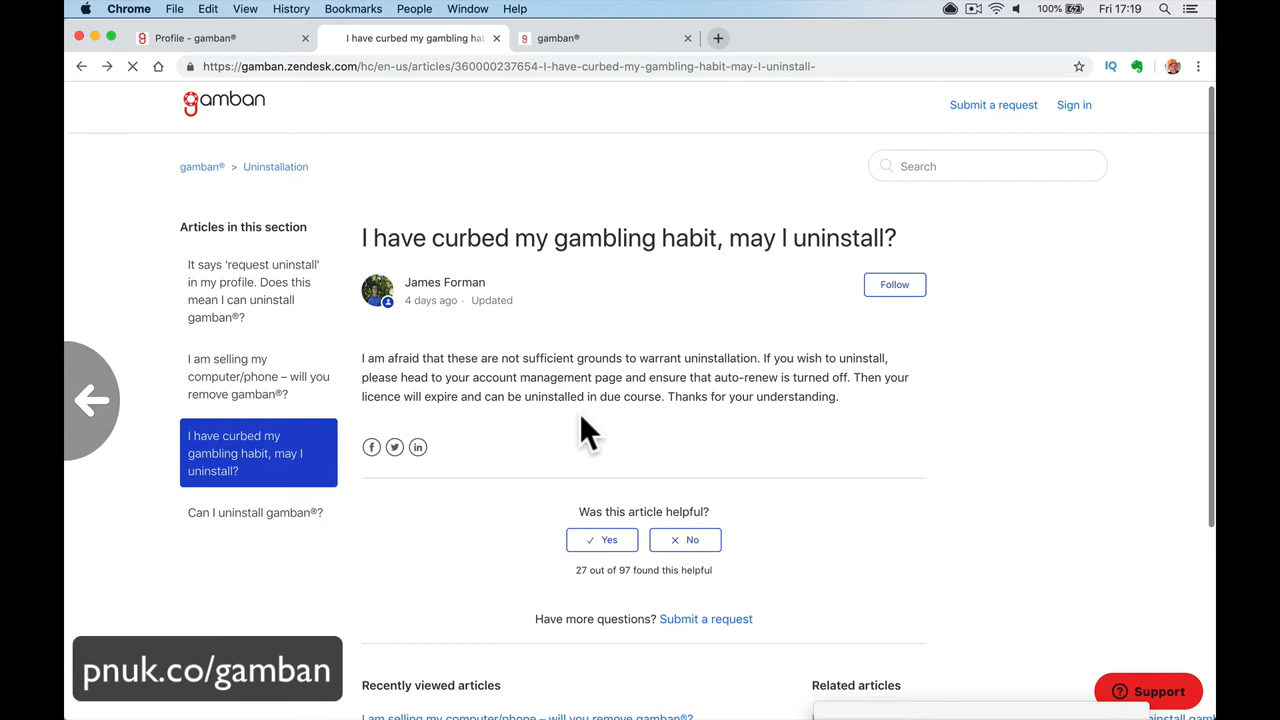 Chrome File Edit View History Bookmarks People Window Help 100% Fri 17:19
Profile - gamban® I have curbed my gambling hab gamban®
https://gamban.zendesk.com/hc/en-us/articles/360000237654-I-have-curbed-my-gambling-habit-may-I-uninstall-
IQ
gamban
Submit a request Sign in
gamban® > Uninstallation
Search
Articles in this section
It says 'request uninstall'
in my profile. Does this
mean I can uninstall
gamban®?
I am selling my
computer/phone – will you
remove gamban®?
I have curbed my
gambling habit, may I
uninstall?
Can I uninstall gamban®?
I have curbed my gambling habit, may I uninstall?
James Forman
4 days ago · Updated
Follow
I am afraid that these are not sufficient grounds to warrant uninstallation. If you wish to uninstall,
please head to your account management page and ensure that auto-renew is turned off. Then your
licence will expire and can be uninstalled in due course. Thanks for your understanding.
Was this article helpful?
Yes No
27 out of 97 found this helpful
Have more questions? Submit a request
Recently viewed articles
I am selling my computer/phone – will you remove gamban®?
Related articles
Support
pnuk.co/gamban